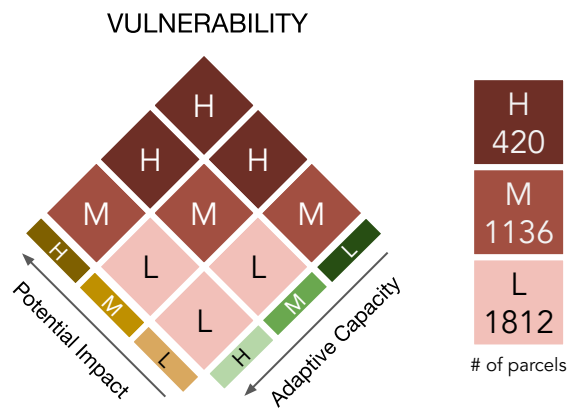 VULNERABILITY
H
H H
M M M
L L
L
H
M
L
L
M
H
Potential Impact
Adaptive Capacity
H
420
M
1136
L
1812
# of parcels